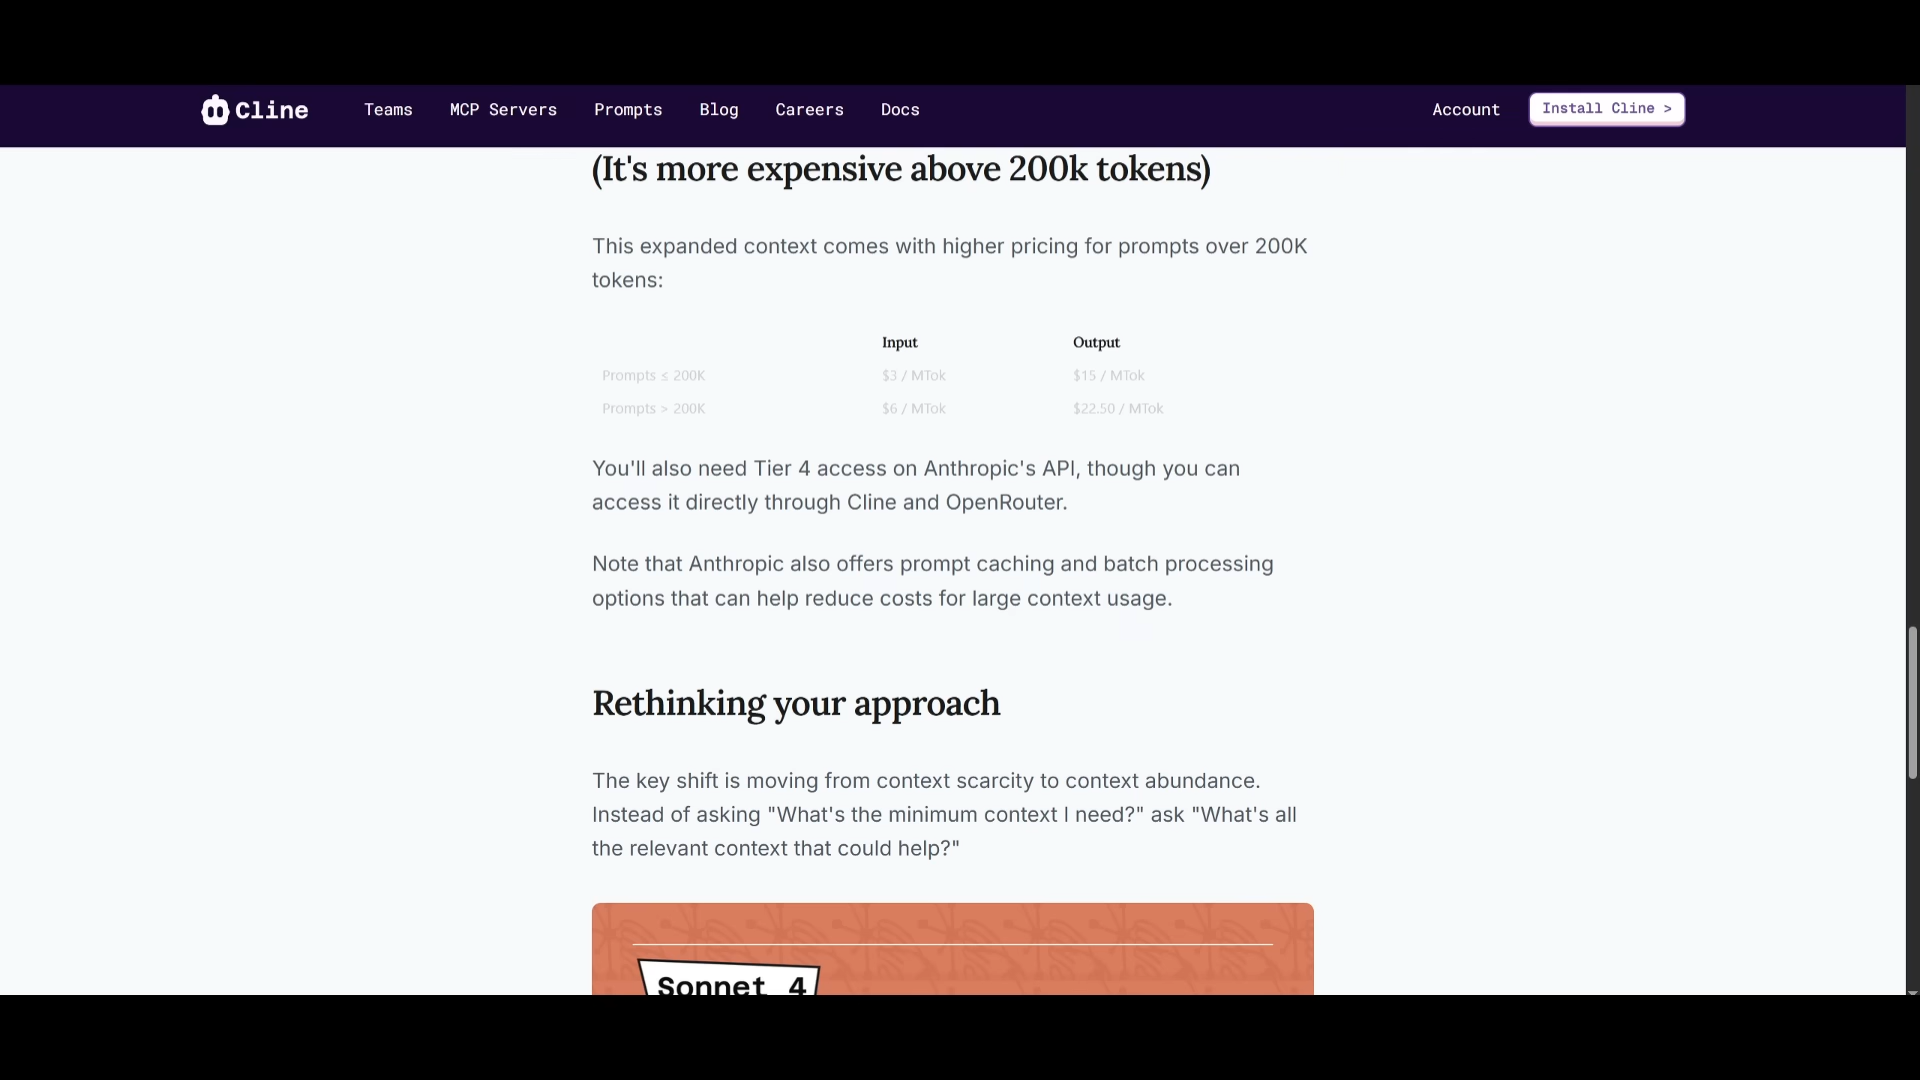 Cline Teams MCP Servers Prompts Blog Careers Docs Account Install Cline >
(It's more expensive above 200k tokens)
This expanded context comes with higher pricing for prompts over 200K
tokens:
Input Output
Prompts ≤ 200K $3 / MTok $15 / MTok
Prompts > 200K $6 / MTok $22.50 / MTok
You'll also need Tier 4 access on Anthropic's API, though you can
access it directly through Cline and OpenRouter.
Note that Anthropic also offers prompt caching and batch processing
options that can help reduce costs for large context usage.
Rethinking your approach
The key shift is moving from context scarcity to context abundance.
Instead of asking "What's the minimum context I need?" ask "What's all
the relevant context that could help?"
Sonnet 4